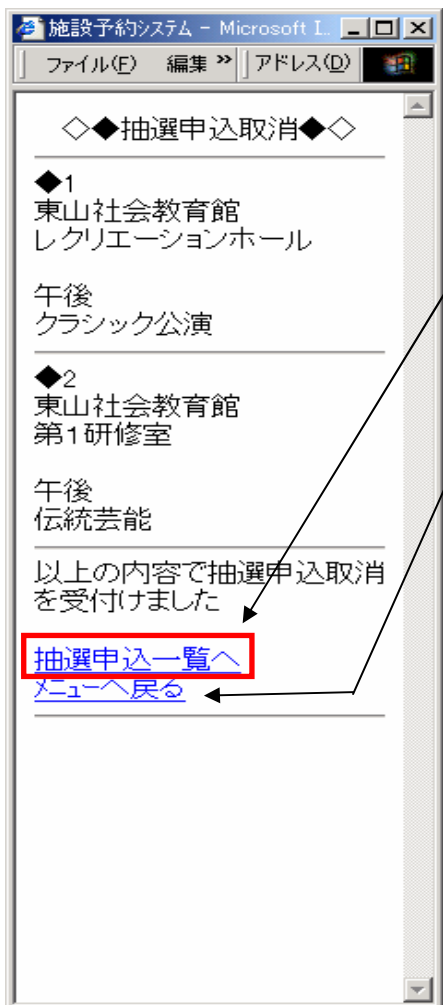 施設予約システム - Microsoft I...
ファイル(F) 編集 » アドレス(D)
◇◆抽選申込取消◆◇
◆1
東山社会教育館
レクリエーションホール
午後
クラシック公演
◆2
東山社会教育館
第1研修室
午後
伝統芸能
以上の内容で抽選申込取消
を受付けました
抽選申込一覧へ
ﾒﾆｭｰへ戻る